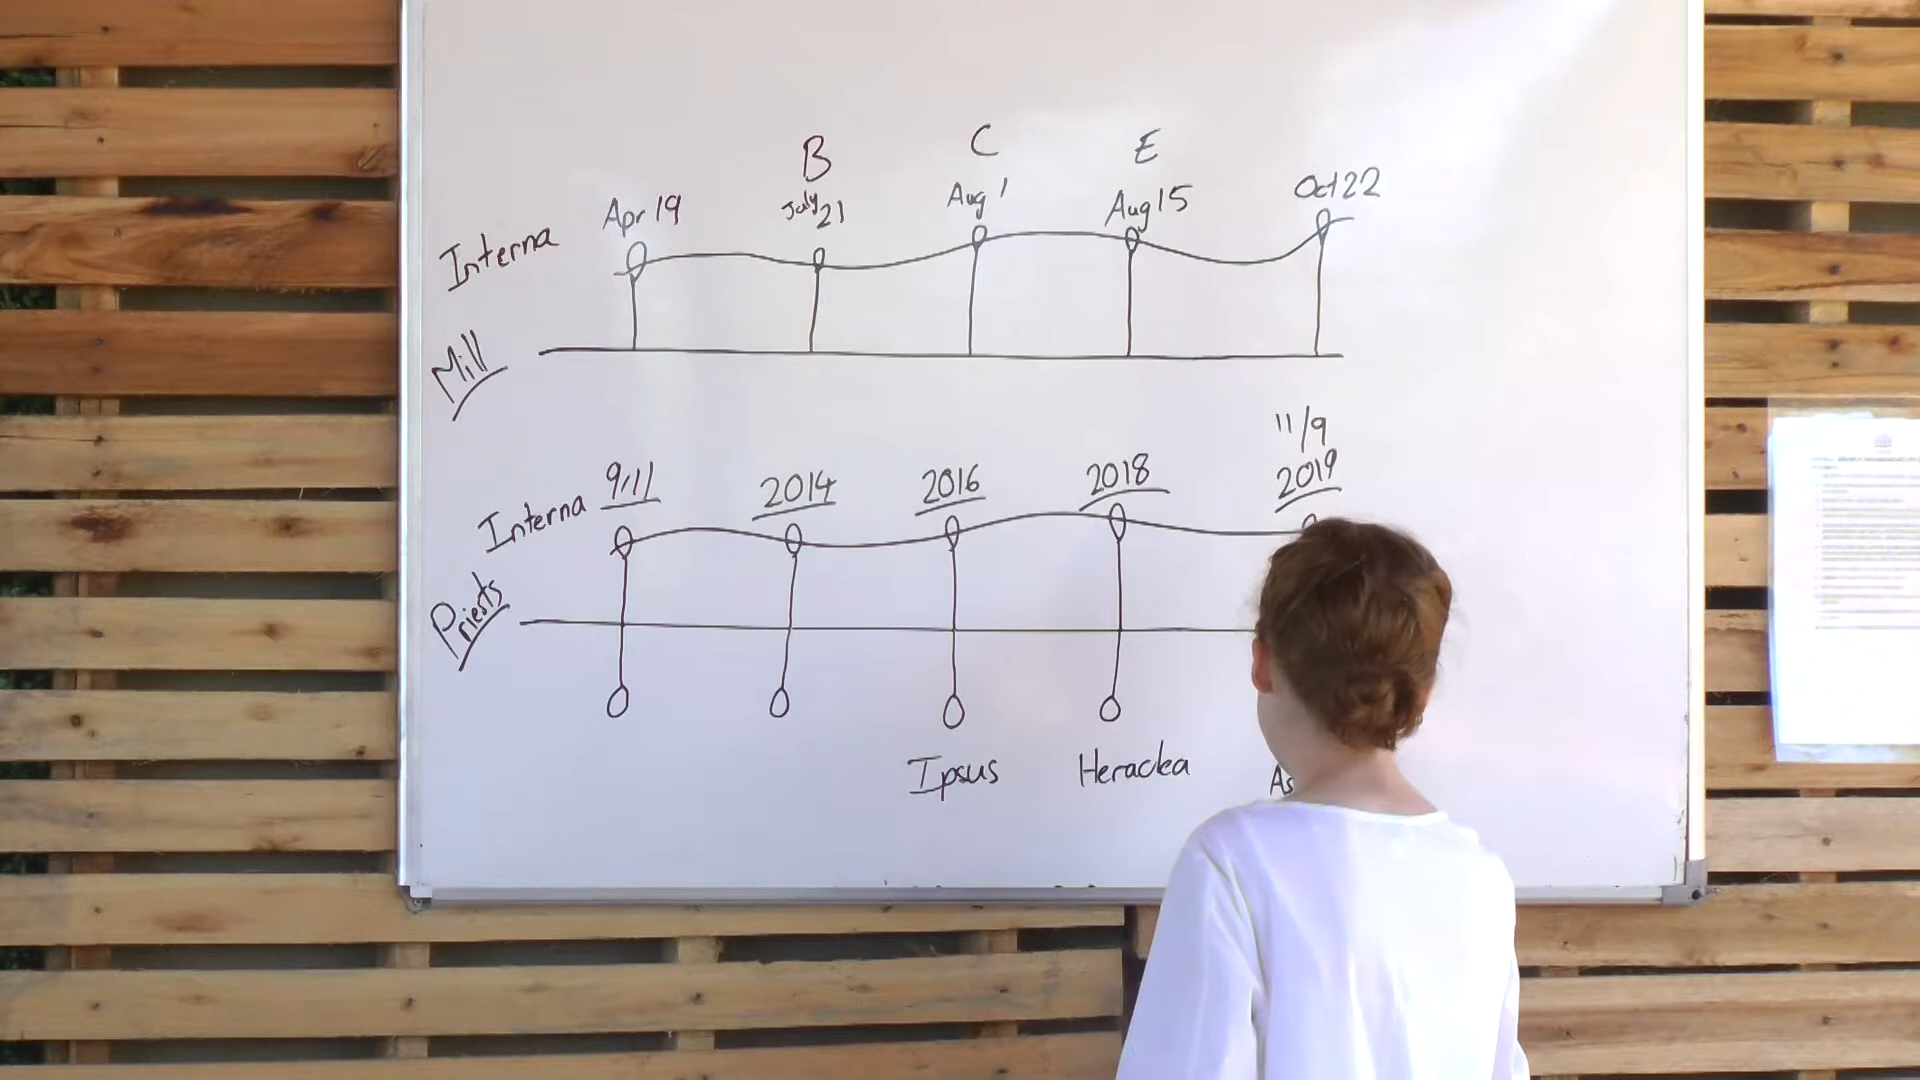 B C E
Apr 19 July 21 Aug 1 Aug 15 Oct 22
Interna
Mill
11/9
9/11 2014 2016 2018 2019
Interna
Priests
Ipsus Heraclea As